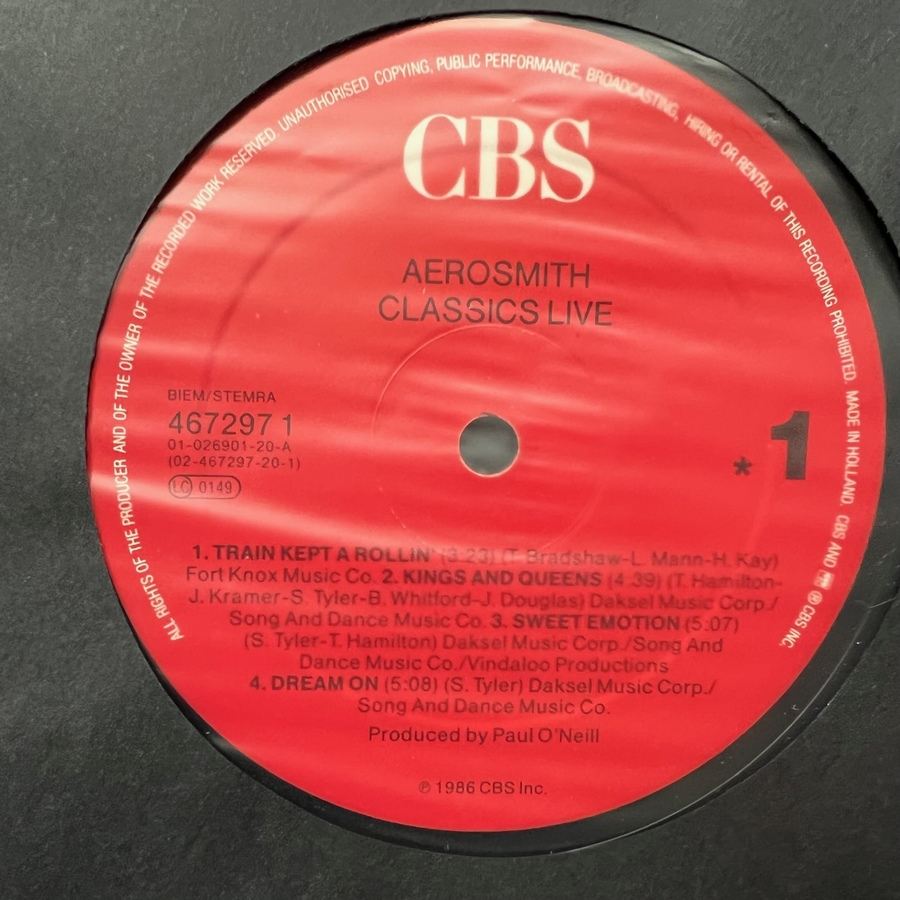 ALL RIGHTS OF THE PRODUCER AND OF THE OWNER OF THE RECORDED WORK RESERVED. UNAUTHORISED COPYING, PUBLIC PERFORMANCE, BROADCASTING, HIRING OR RENTAL OF THIS RECORDING PROHIBITED. MADE IN HOLLAND. CBS AND ℗ CBS INC.
CBS
AEROSMITH
CLASSICS LIVE
BIEM/STEMRA
467297 1
01-026901-20-A
(02-467297-20-1)
LC 0149
* 1
1. TRAIN KEPT A ROLLIN' (3:23) (T. Bradshaw-L. Mann-H. Kay)
Fort Knox Music Co. 2. KINGS AND QUEENS (4.39) (T. Hamilton-
J. Kramer-S. Tyler-B. Whitford-J. Douglas) Daksel Music Corp./
Song And Dance Music Co. 3. SWEET EMOTION (5:07)
(S. Tyler-T. Hamilton) Daksel Music Corp./Song And
Dance Music Co./Vindaloo Productions
4. DREAM ON (5:08) (S. Tyler) Daksel Music Corp./
Song And Dance Music Co.
Produced by Paul O'Neill
℗ 1986 CBS Inc.